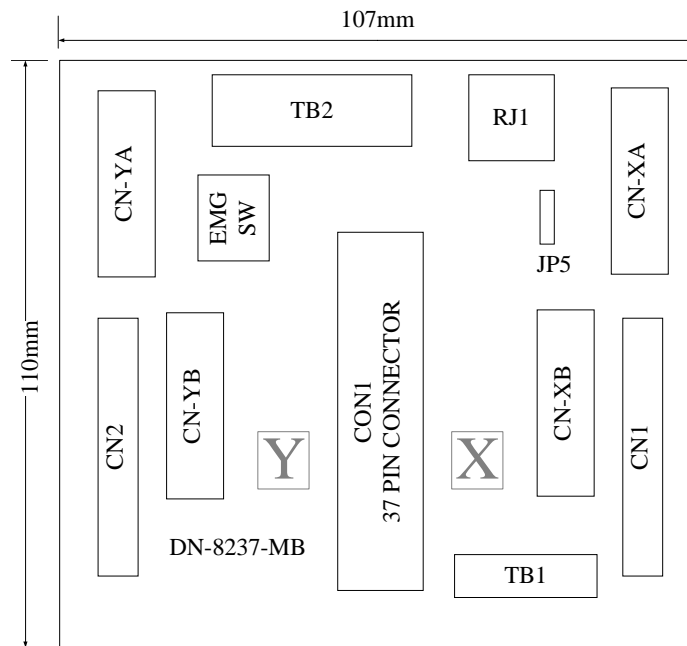 107mm
TB2
RJ1
CN-YA
CN-XA
EMG
SW
JP5
110mm
CON1
37 PIN CONNECTOR
CN-YB
CN-XB
CN2
CN1
Y
X
DN-8237-MB
TB1